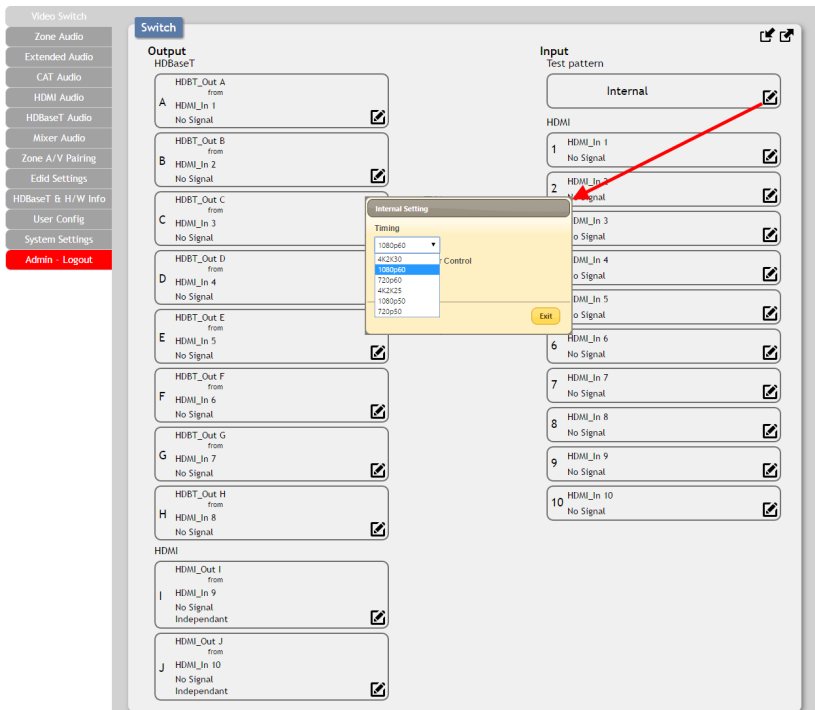 Video Switch
Zone Audio
Extended Audio
CAT Audio
HDMI Audio
HDBaseT Audio
Mixer Audio
Zone A/V Pairing
Edid Settings
HDBaseT & H/W Info
User Config
System Settings
Admin - Logout
Switch
Output
HDBaseT
HDBT_Out A
from
A
HDMI_In 1
No Signal
HDBT_Out B
from
B
HDMI_In 2
No Signal
HDBT_Out C
from
C
HDMI_In 3
No Signal
HDBT_Out D
from
D
HDMI_In 4
No Signal
HDBT_Out E
from
E
HDMI_In 5
No Signal
HDBT_Out F
from
F
HDMI_In 6
No Signal
HDBT_Out G
from
G
HDMI_In 7
No Signal
HDBT_Out H
from
H
HDMI_In 8
No Signal
HDMI
HDMI_Out I
from
I
HDMI_In 9
No Signal
Independant
HDMI_Out J
from
J
HDMI_In 10
No Signal
Independant
Internal Setting
Timing
1080p60
r Control
4K2K30
1080p60
720p60
4K2K25
1080p50
720p50
Exit
Input
Test pattern
Internal
HDMI
1 HDMI_In 1
No Signal
2 HDMI_In 2
No Signal
DMI_In 3
o Signal
DMI_In 4
o Signal
DMI_In 5
o Signal
6 HDMI_In 6
No Signal
7 HDMI_In 7
No Signal
8 HDMI_In 8
No Signal
9 HDMI_In 9
No Signal
10 HDMI_In 10
No Signal